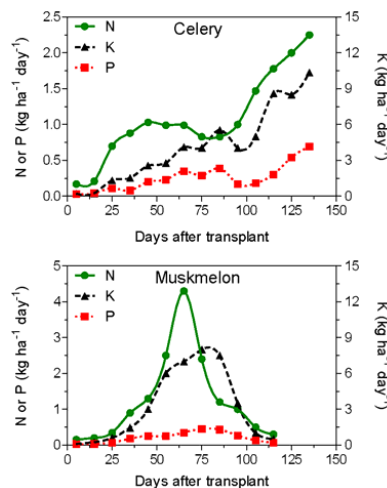 Celery
N
K
P
2.5
2.0
1.5
1.0
0.5
0.0
N or P (kg ha⁻¹ day⁻¹)
15
12
9
6
3
0
K (kg ha⁻¹ day⁻¹)
0 25 50 75 100 125 150
Days after transplant
Muskmelon
N
K
P
5
4
3
2
1
0
N or P (kg ha⁻¹ day⁻¹)
15
12
9
6
3
0
K (kg ha⁻¹ day⁻¹)
0 25 50 75 100 125 150
Days after transplant